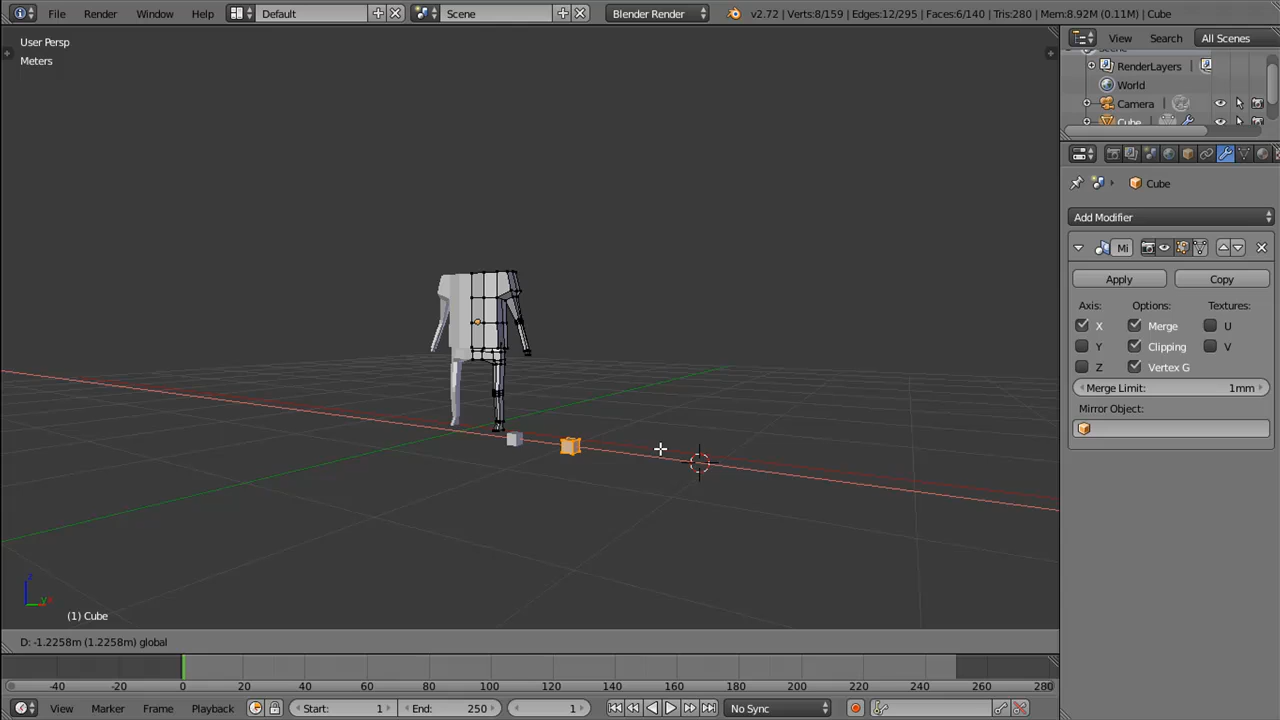 File Render Window Help Default Scene Blender Render v2.72 | Verts:8/159 | Edges:12/295 | Faces:6/140 | Tris:280 | Mem:8.92M (0.11M) | Cube
User Persp
Meters
View Search All Scenes
RenderLayers
World
Camera
Cube
Cube
Add Modifier
Mi
Apply Copy
Axis: Options: Textures:
X Merge U
Y Clipping V
Z Vertex G
Merge Limit: 1mm
Mirror Object:
z
(1) Cube
D: -1.2258m (1.2258m) global
-40 -20 0 20 40 60 80 100 120 140 160 180 200 220 240 260 280
View Marker Frame Playback Start: 1 End: 250 1 No Sync